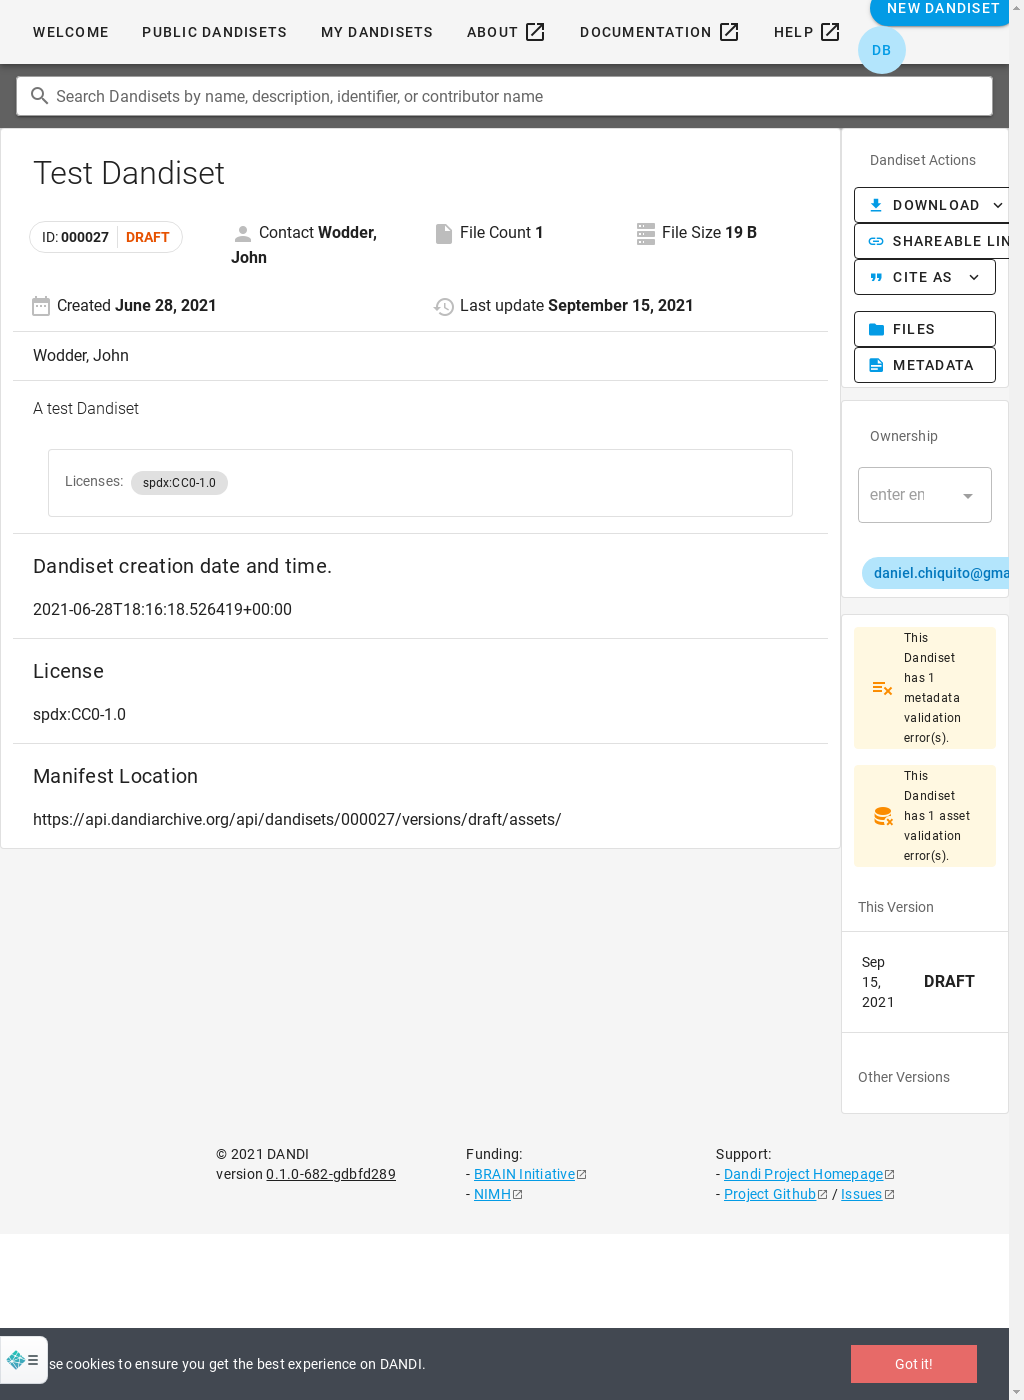 WELCOME PUBLIC DANDISETS MY DANDISETS ABOUT DOCUMENTATION HELP NEW DANDISET
DB
Search Dandisets by name, description, identifier, or contributor name
Test Dandiset
ID: 000027 DRAFT
Contact Wodder, John
File Count 1
File Size 19 B
Created June 28, 2021
Last update September 15, 2021
Wodder, John
A test Dandiset
Licenses: spdx:CC0-1.0
Dandiset creation date and time.
2021-06-28T18:16:18.526419+00:00
License
spdx:CC0-1.0
Manifest Location
https://api.dandiarchive.org/api/dandisets/000027/versions/draft/assets/
Dandiset Actions
DOWNLOAD
SHAREABLE LIN
CITE AS
FILES
METADATA
Ownership
enter en
daniel.chiquito@gma
This
Dandiset
has 1
metadata
validation
error(s).
This
Dandiset
has 1 asset
validation
error(s).
This Version
Sep
15,
2021
DRAFT
Other Versions
© 2021 DANDI
version 0.1.0-682-gdbfd289
Funding:
- BRAIN Initiative
- NIMH
Support:
- Dandi Project Homepage
- Project Github / Issues
se cookies to ensure you get the best experience on DANDI.
Got it!